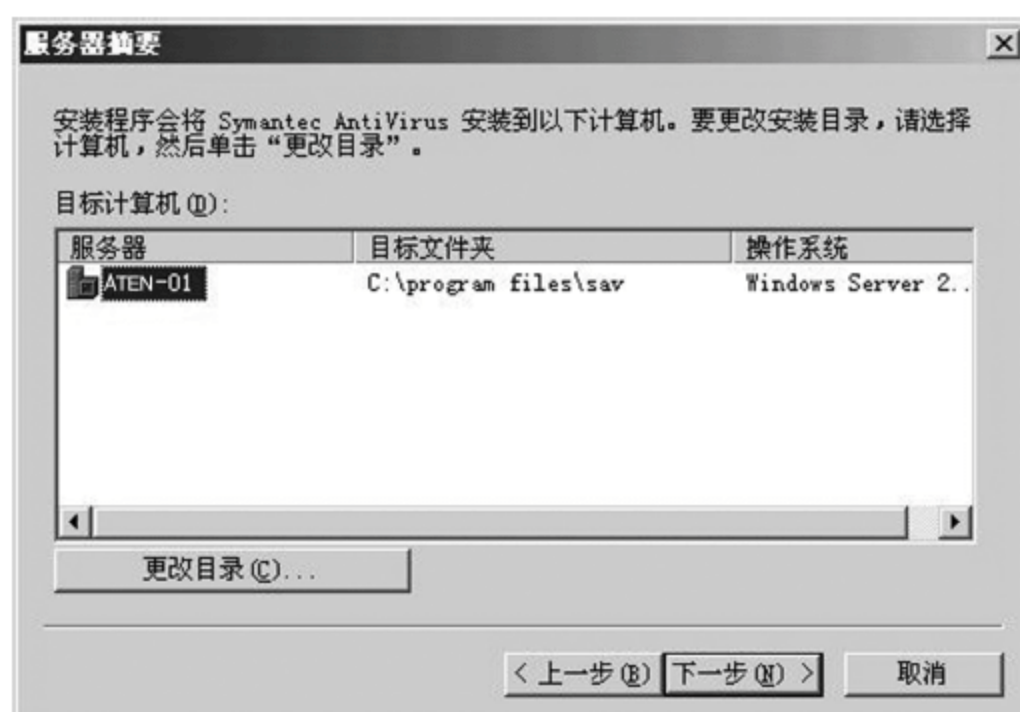 服务器摘要
安装程序会将 Symantec AntiVirus 安装到以下计算机。要更改安装目录，请选择
计算机，然后单击“更改目录”。
目标计算机(D):
服务器 目标文件夹 操作系统
ATEN-01 C:\program files\sav Windows Server 2..
更改目录(C)...
< 上一步(B) 下一步(N) > 取消